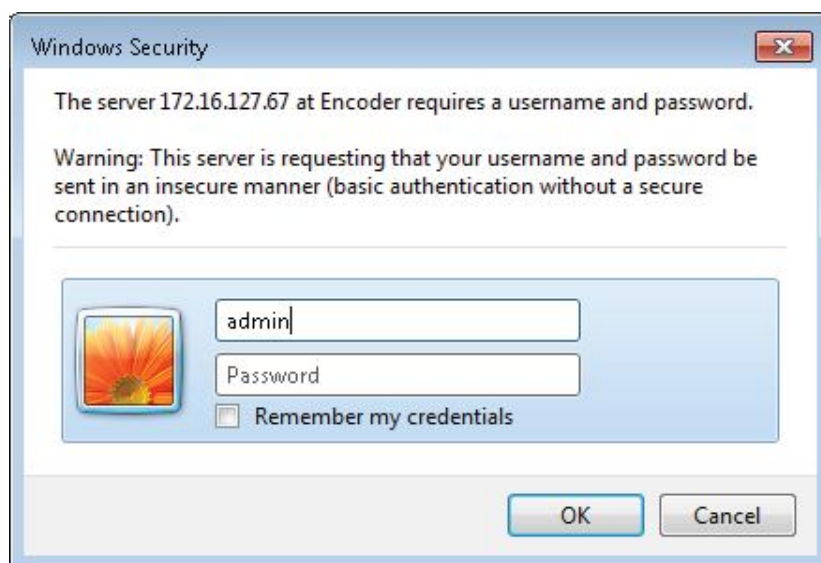 Windows Security
The server 172.16.127.67 at Encoder requires a username and password.
Warning: This server is requesting that your username and password be
sent in an insecure manner (basic authentication without a secure
connection).
admin
Password
Remember my credentials
OK Cancel